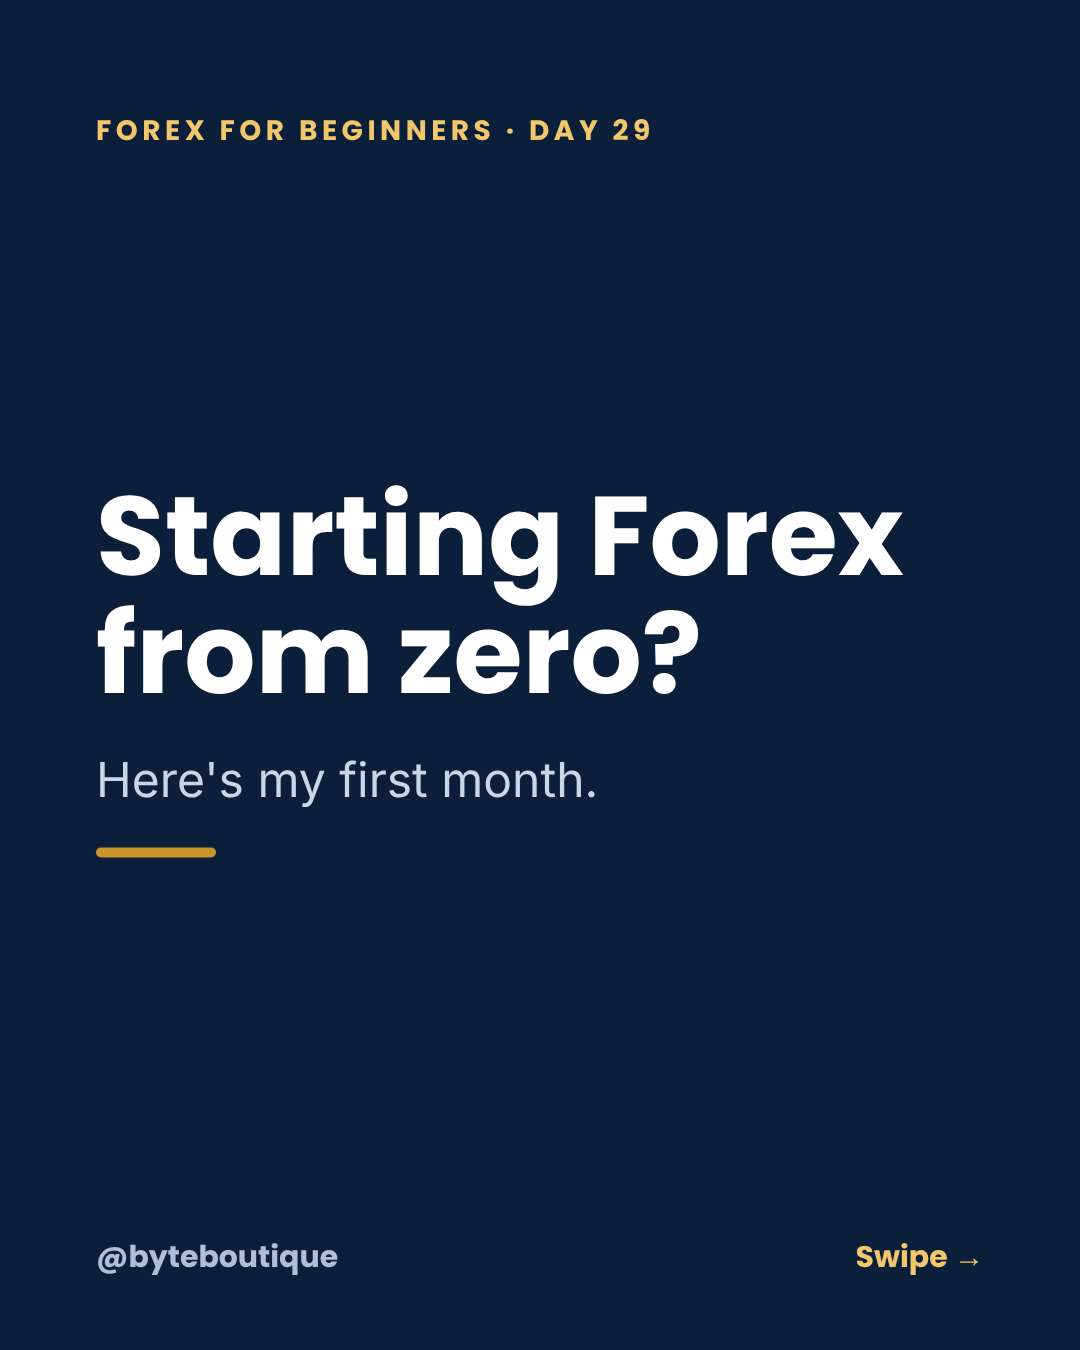 FOREX FOR BEGINNERS · DAY 29
Starting Forex
from zero?
Here's my first month.
@byteboutique
Swipe →